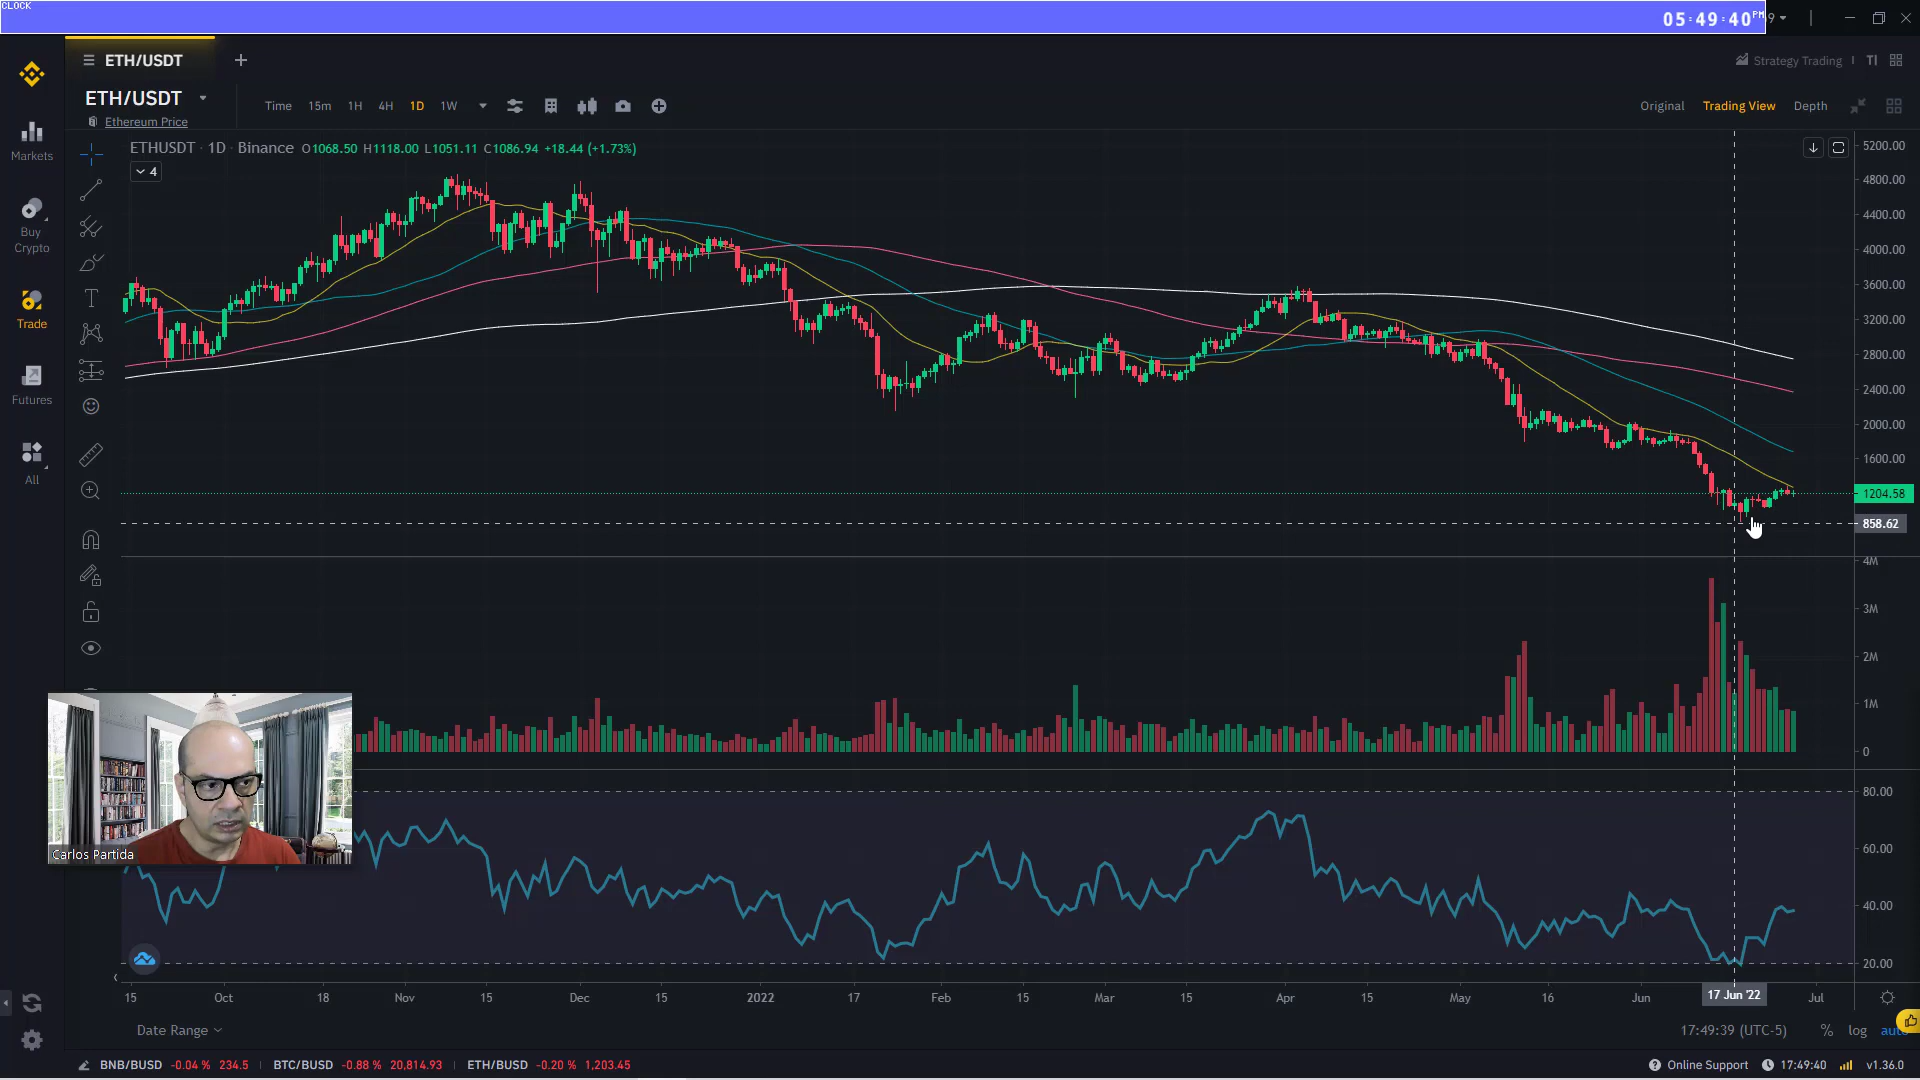 CLOCK
05:49:40 PM
ETH/USDT
Strategy Trading
ETH/USDT
Ethereum Price
Time 15m 1H 4H 1D 1W
Original Trading View Depth
ETHUSDT · 1D · Binance O1068.50 H1118.00 L1051.11 C1086.94 +18.44 (+1.73%)
4
Markets
Buy
Crypto
Trade
Futures
All
5200.00
4800.00
4400.00
4000.00
3600.00
3200.00
2800.00
2400.00
2000.00
1600.00
1204.58
858.62
4M
3M
2M
1M
0
80.00
60.00
40.00
20.00
Carlos Partida
15 Oct 18 Nov 15 Dec 15 2022 17 Feb 15 Mar 15 Apr 15 May 16 Jun 17 Jun '22 Jul
Date Range
17:49:39 (UTC-5) % log
BNB/BUSD -0.04 % 234.5 BTC/BUSD -0.88 % 20,814.93 ETH/BUSD -0.20 % 1,203.45
Online Support 17:49:40 v1.36.0